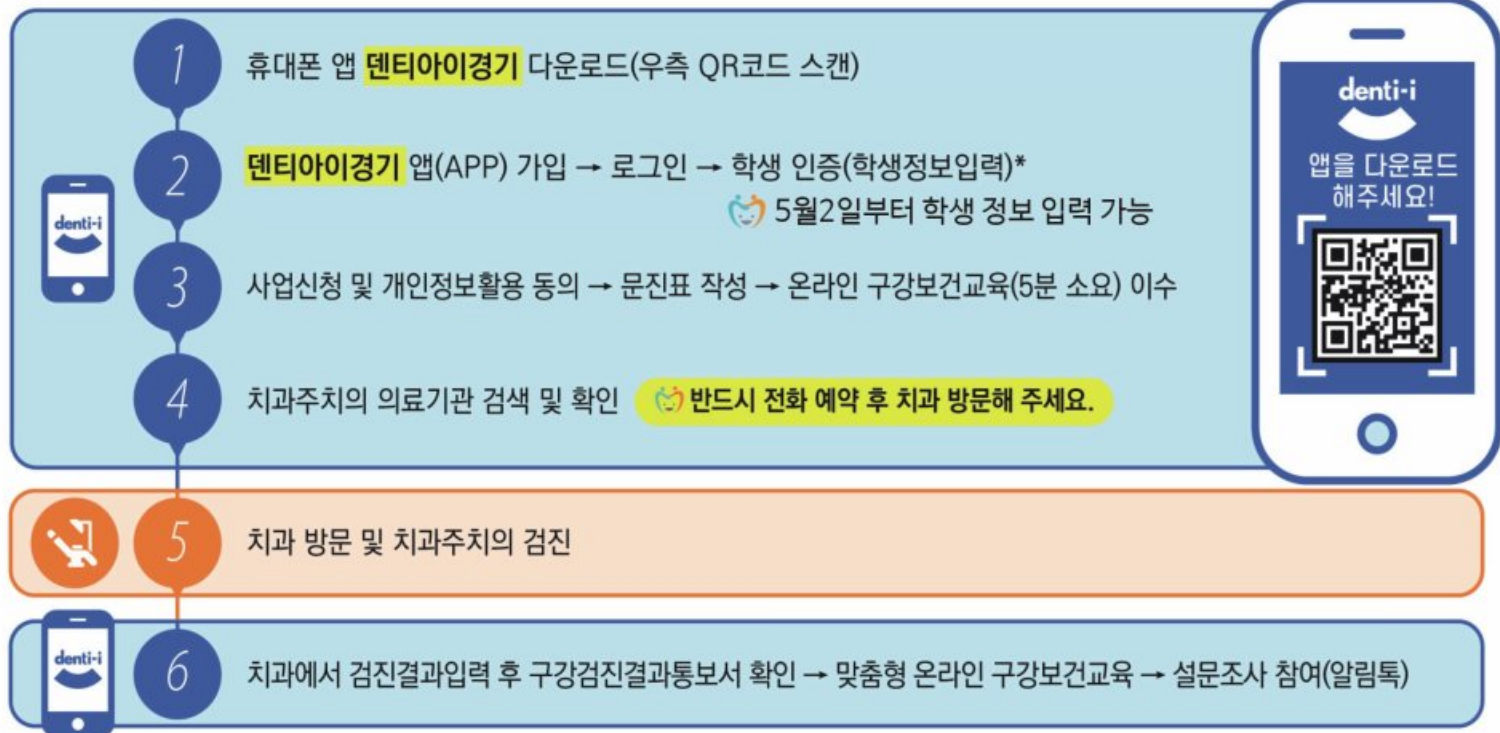 1 휴대폰 앱 덴티아이경기 다운로드(우측 QR코드 스캔)
denti-i
앱을 다운로드
해주세요!
2 덴티아이경기 앱(APP) 가입 → 로그인 → 학생 인증(학생정보입력)*
5월2일부터 학생 정보 입력 가능
denti-i
3 사업신청 및 개인정보활용 동의 → 문진표 작성 → 온라인 구강보건교육(5분 소요) 이수
4 치과주치의 의료기관 검색 및 확인 반드시 전화 예약 후 치과 방문해 주세요.
5 치과 방문 및 치과주치의 검진
denti-i
6 치과에서 검진결과입력 후 구강검진결과통보서 확인 → 맞춤형 온라인 구강보건교육 → 설문조사 참여(알림톡)